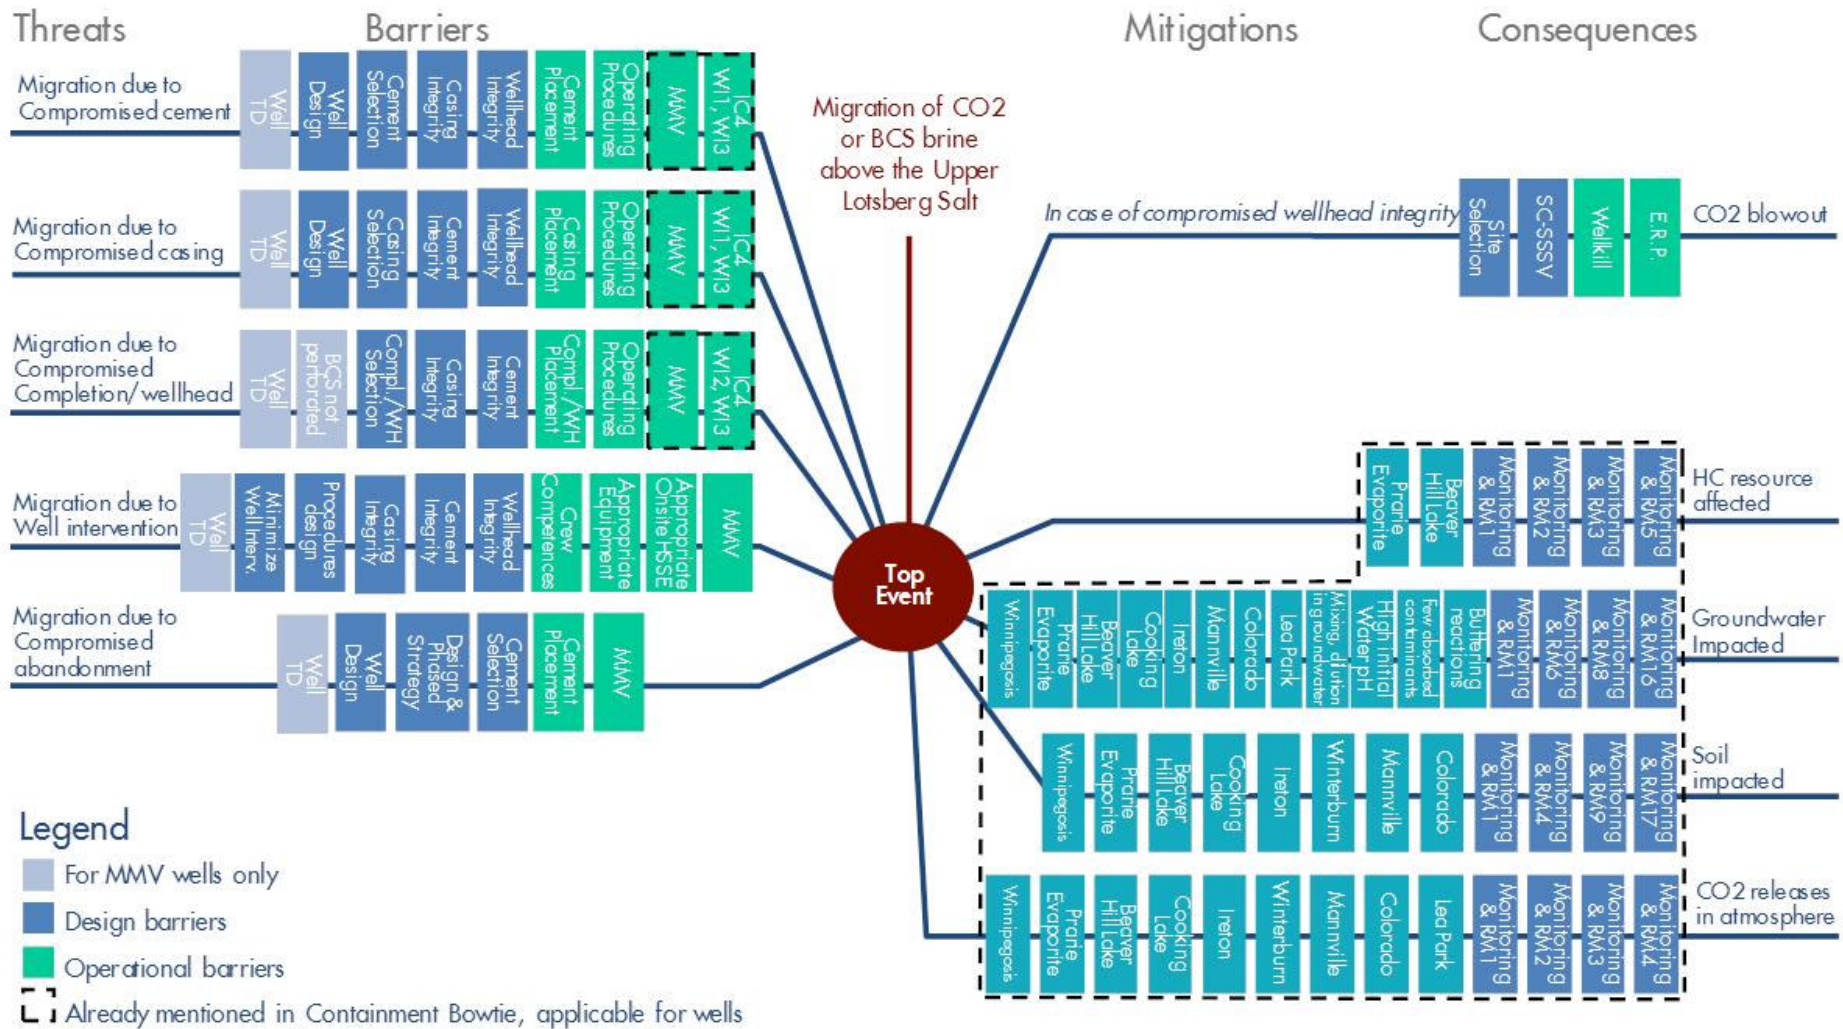 Threats
Barriers
Mitigations
Consequences
Migration due to
Compromised cement
Well
TD
Well
Design
Cement
Selection
Casing
Integrity
Wellhead
Integrity
Cement
Placement
Operating
Procedures
MMV
IC4
WI1, WI3
Migration due to
Compromised casing
Well
TD
Well
Design
Casing
Selection
Cement
Integrity
Wellhead
Integrity
Casing
Placement
Operating
Procedures
MMV
IC4
WI1, WI3
Migration due to
Compromised
Completion/wellhead
Well
TD
BCS not
perforated
Compl./WH
Selection
Casing
Integrity
Cement
Integrity
Compl./WH
Placement
Operating
Procedures
MMV
IC4
WI2, WI3
Migration due to
Well intervention
Well
TD
Minimize
Well Inerv.
Procedures
design
Casing
Integrity
Cement
Integrity
Wellhead
Integrity
Crew
Competences
Appropriate
Equipment
Appropriate
Onsite HSSE
MMV
Migration due to
Compromised
abandonment
Well
TD
Well
Design
Design &
Phased
Strategy
Cement
Selection
Cement
Placement
MMV
Migration of CO2
or BCS brine
above the Upper
Lotsberg Salt
Top
Event
In case of compromised wellhead integrity
Site
Selection
SC-SSSV
Wellkill
E.R.P.
CO2 blowout
Prarie
Evaporite
Beaver
Hill Lake
Monitoring
& RM1
Monitoring
& RM2
Monitoring
& RM3
Monitoring
& RM5
HC resource
affected
Winnipegosis
Prarie
Evaporite
Beaver
Hill Lake
Cooking
Lake
Ireton
Mannville
Colorado
Lea Park
Mixing, dilution
in groundwater
High initial
Water pH
Few absorbed
contaminants
Buffering
reactions
Monitoring
& RM1
Monitoring
& RM6
Monitoring
& RM8
Monitoring
& RM16
Groundwater
Impacted
Winnipegosis
Prarie
Evaporite
Beaver
Hill Lake
Cooking
Lake
Ireton
Winterburn
Mannville
Colorado
Monitoring
& RM1
Monitoring
& RM4
Monitoring
& RM9
Monitoring
& RM17
Soil
impacted
Winnipegosis
Prarie
Evaporite
Beaver
Hill Lake
Cooking
Lake
Ireton
Winterburn
Mannville
Colorado
Lea Park
Monitoring
& RM1
Monitoring
& RM2
Monitoring
& RM3
Monitoring
& RM4
CO2 releases
in atmosphere
Legend
For MMV wells only
Design barriers
Operational barriers
Already mentioned in Containment Bowtie, applicable for wells